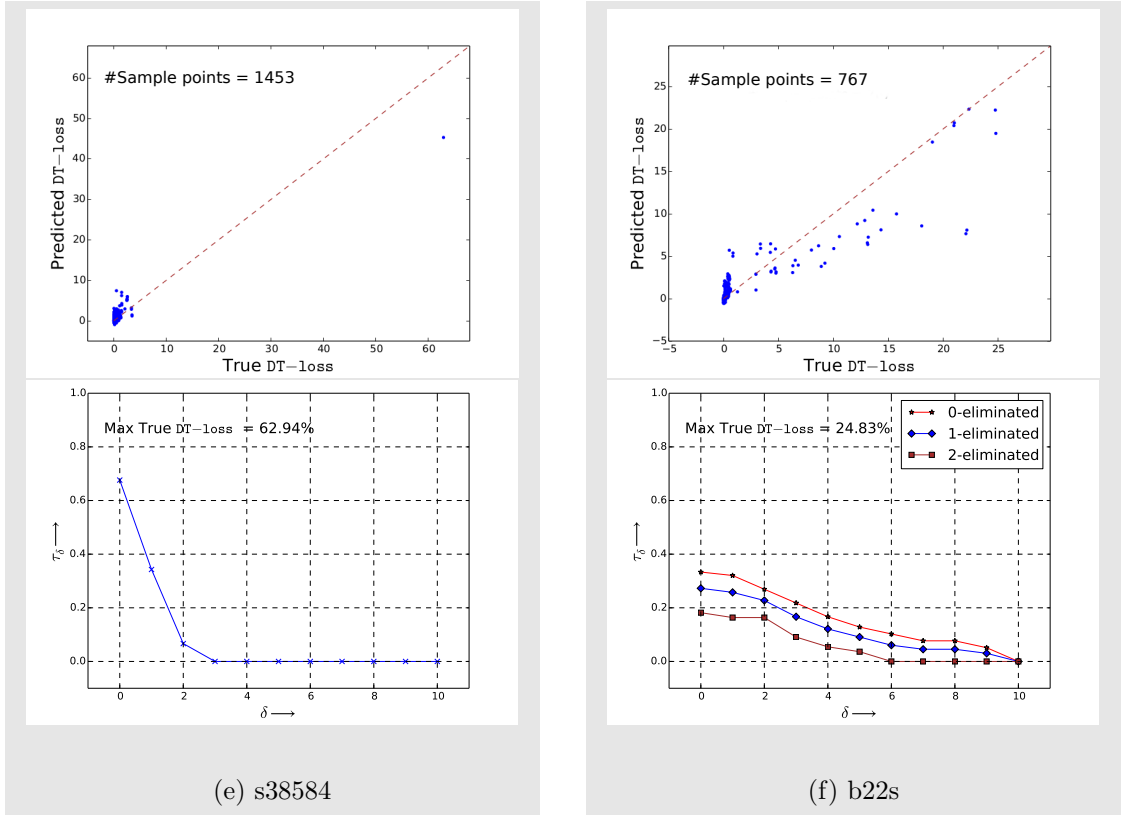 #Sample points = 1453
Predicted DT−loss
60
50
40
30
20
10
0
0 10 20 30 40 50 60
True DT−loss
Max True DT−loss = 62.94%
τδ ⟶
1.0
0.8
0.6
0.4
0.2
0.0
0 2 4 6 8 10
δ ⟶
(e) s38584
#Sample points = 767
Predicted DT−loss
25
20
15
10
5
0
−5
−5 0 5 10 15 20 25
True DT−loss
Max True DT−loss = 24.83%
0-eliminated
1-eliminated
2-eliminated
τδ ⟶
1.0
0.8
0.6
0.4
0.2
0.0
0 2 4 6 8 10
δ ⟶
(f) b22s